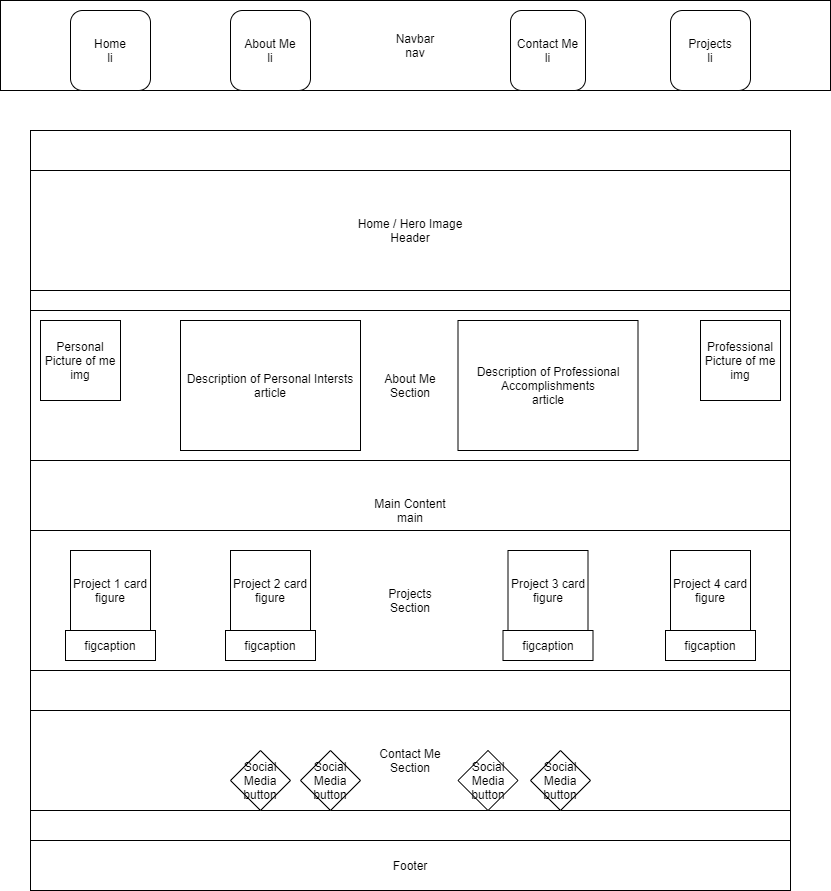 Home
li
About Me
li
Navbar
nav
Contact Me
li
Projects
li
Home / Hero Image
Header
Personal
Picture of me
img
Description of Personal Intersts
article
About Me
Section
Description of Professional
Accomplishments
article
Professional
Picture of me
img
Main Content
main
Project 1 card
figure
figcaption
Project 2 card
figure
figcaption
Projects
Section
Project 3 card
figure
figcaption
Project 4 card
figure
figcaption
Social
Media
button
Social
Media
button
Contact Me
Section
Social
Media
button
Social
Media
button
Footer